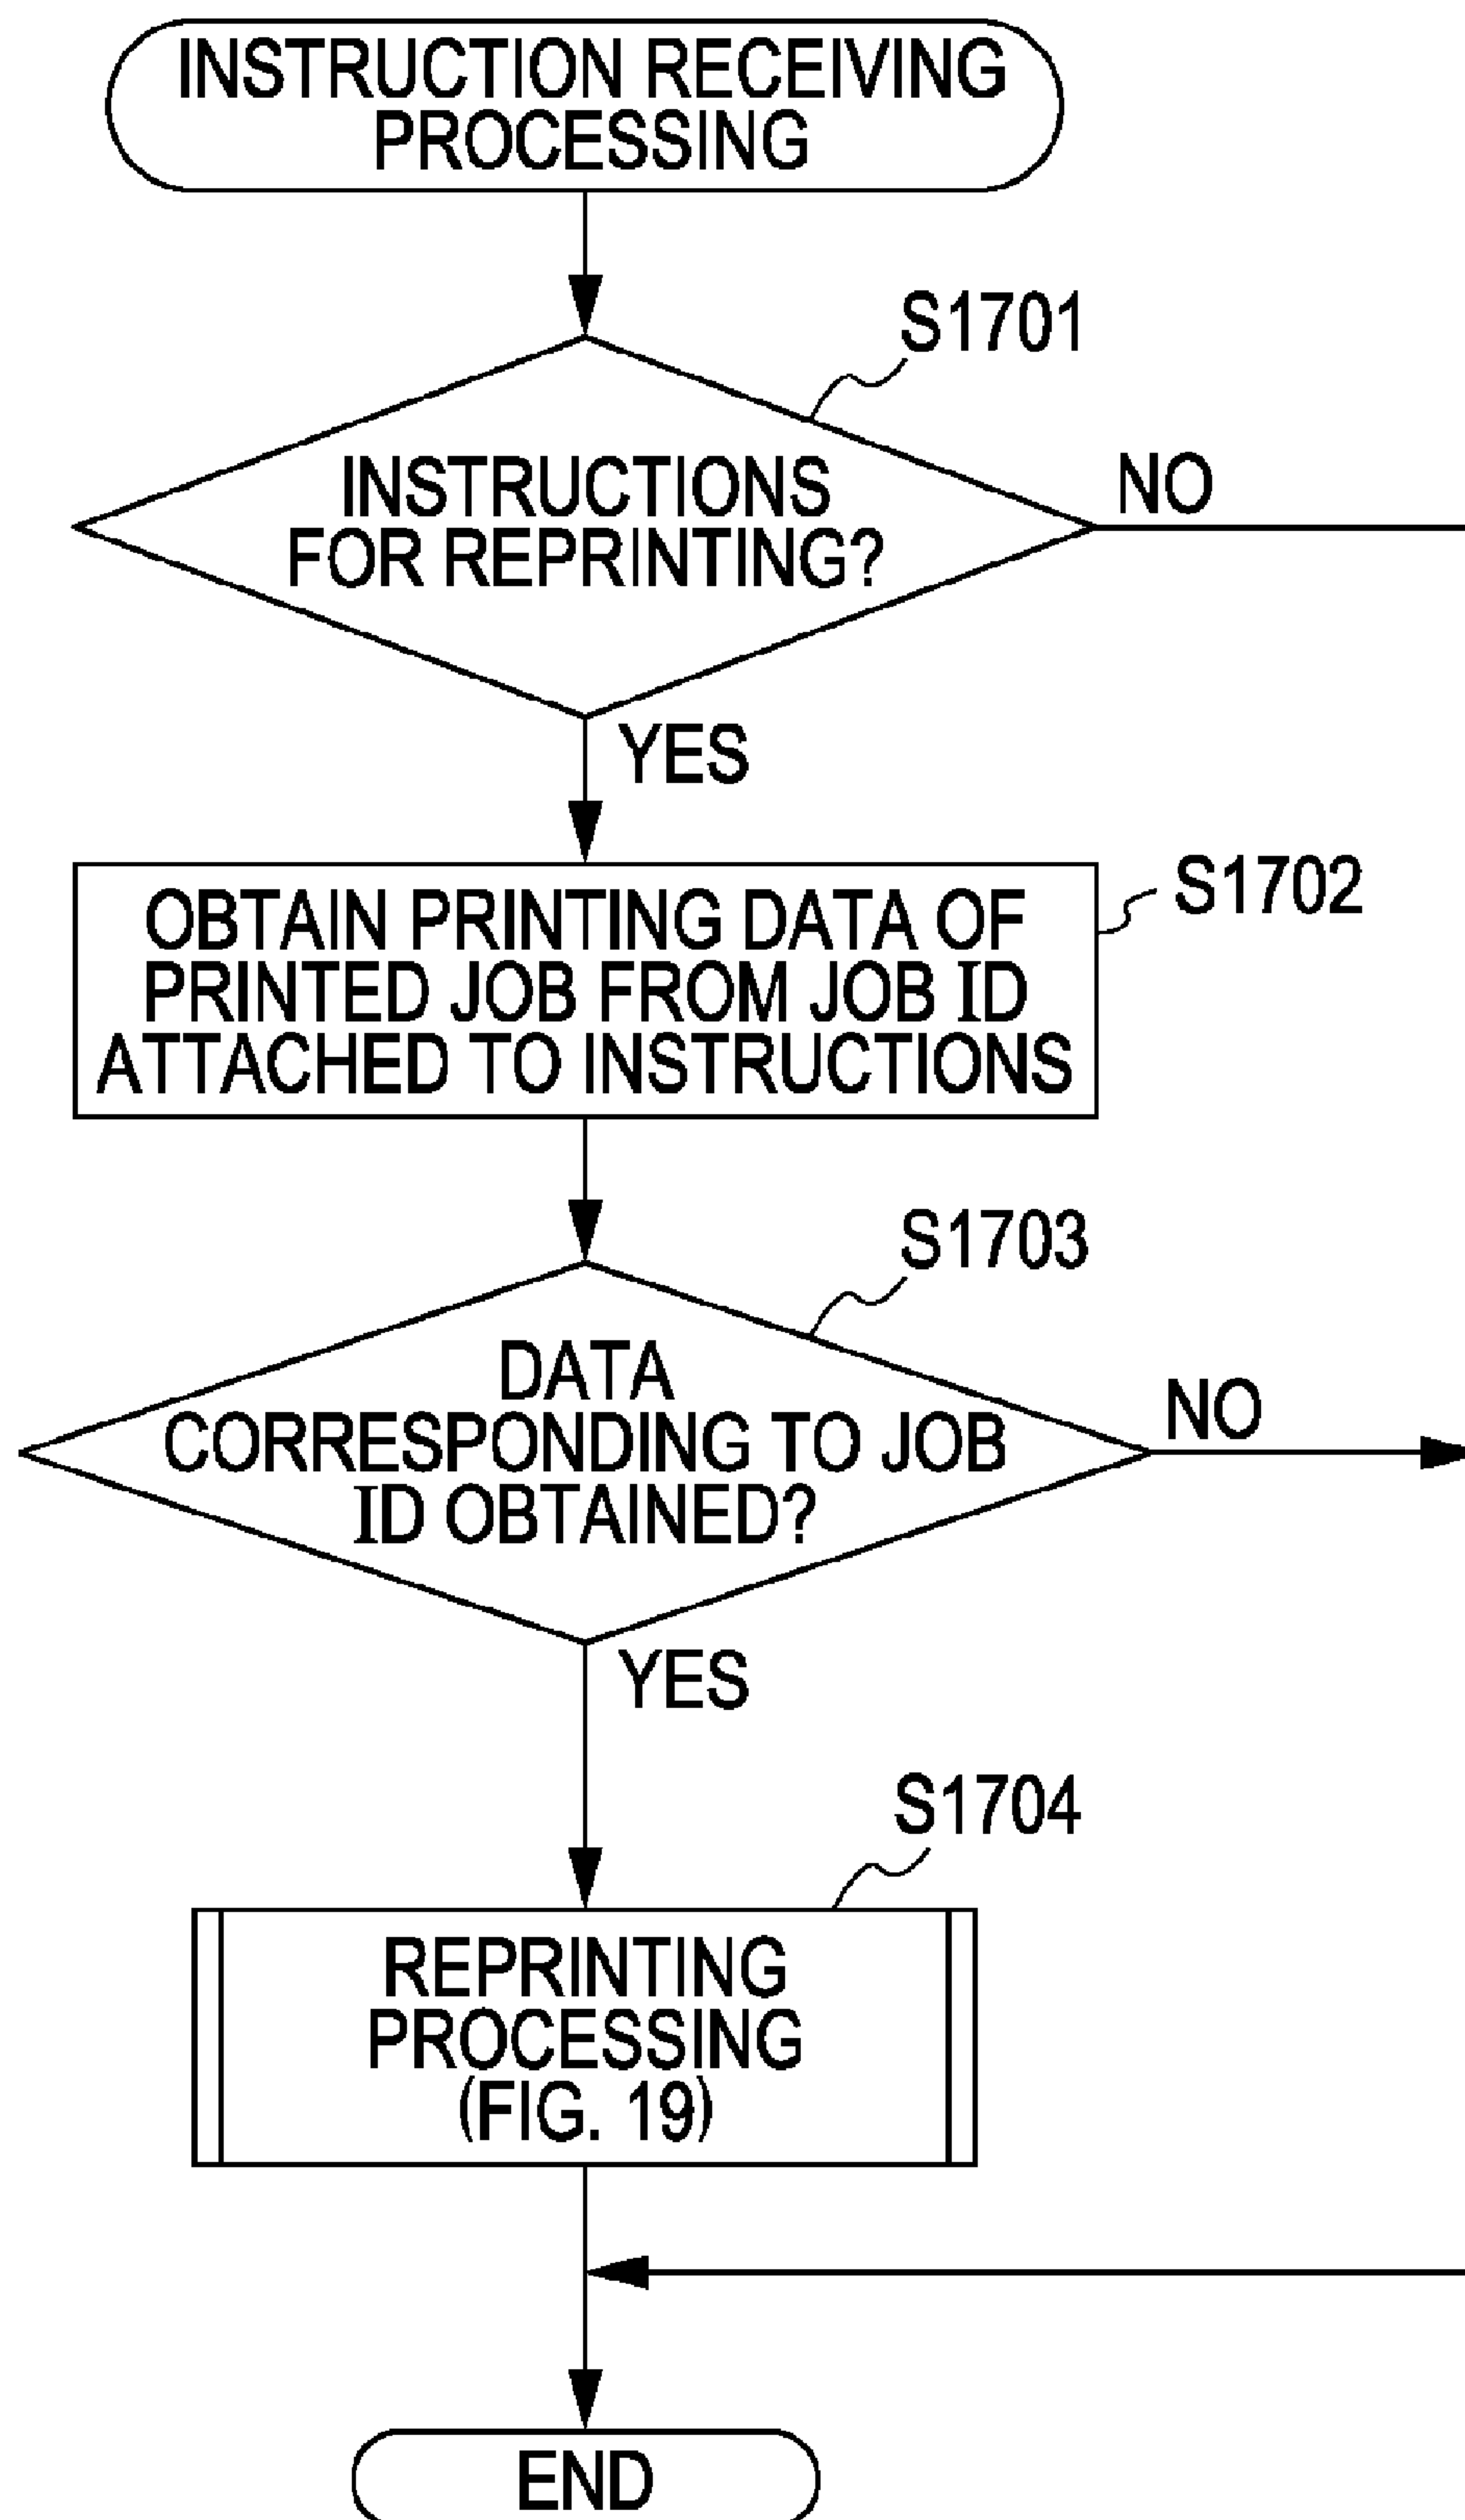 INSTRUCTION RECEIVING
PROCESSING
S1701
INSTRUCTIONS
FOR REPRINTING?
NO
YES
S1702
OBTAIN PRINTING DATA OF
PRINTED JOB FROM JOB ID
ATTACHED TO INSTRUCTIONS
S1703
DATA
CORRESPONDING TO JOB
ID OBTAINED?
NO
YES
S1704
REPRINTING
PROCESSING
(FIG. 19)
END